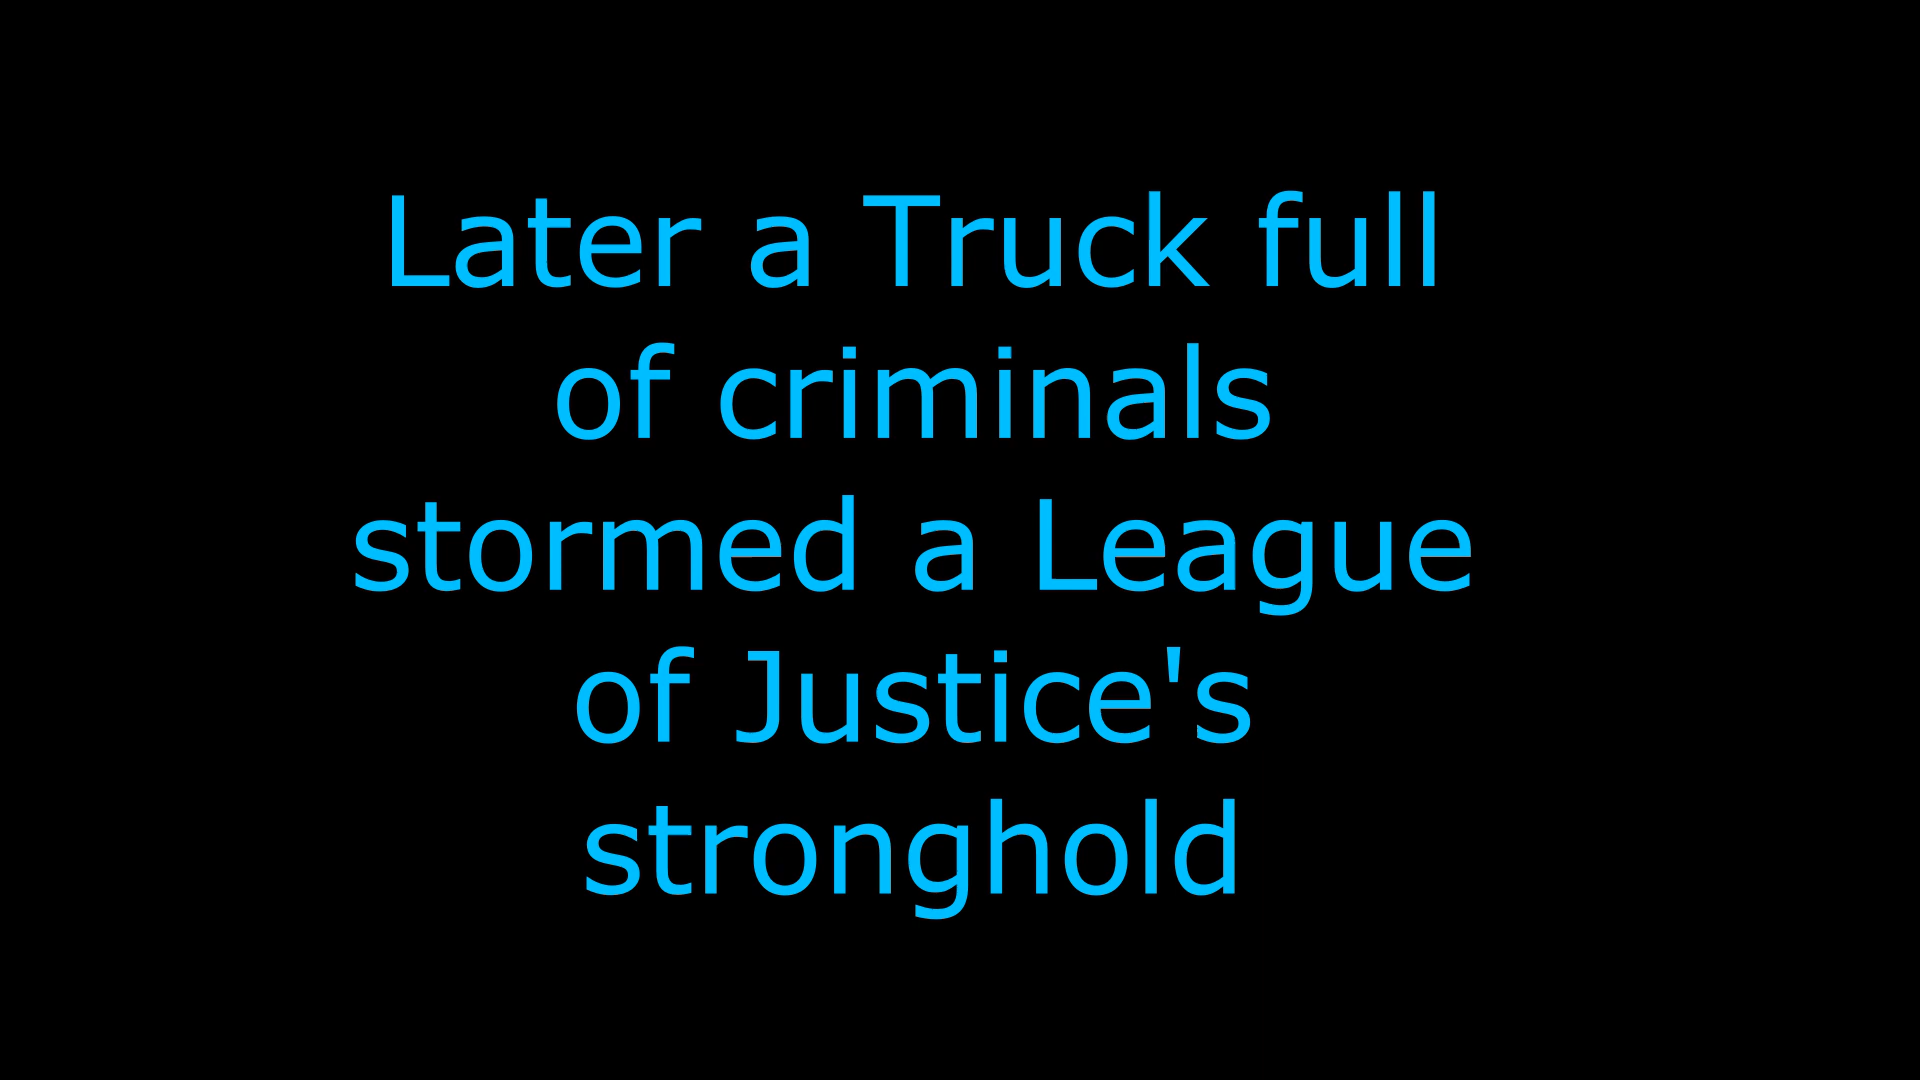 Later a Truck full
of criminals
stormed a League
of Justice's
stronghold